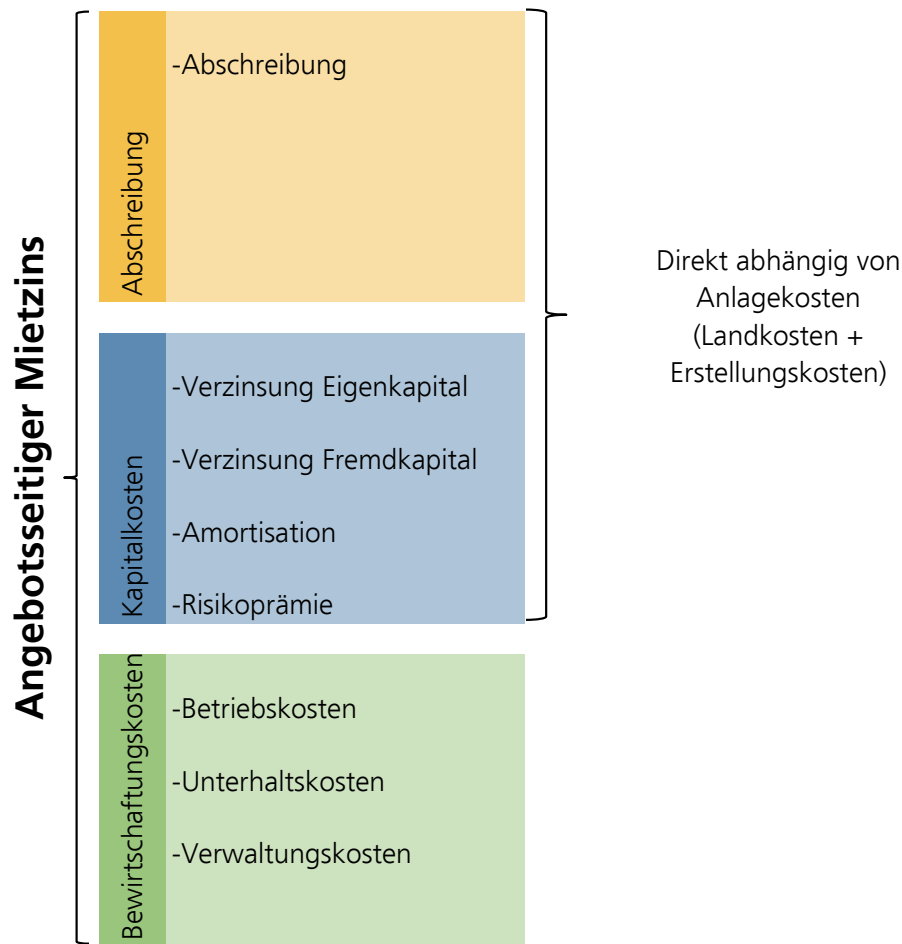 Angebotsseitiger Mietzins
Abschreibung
-Abschreibung
Kapitalkosten
-Verzinsung Eigenkapital
-Verzinsung Fremdkapital
-Amortisation
-Risikoprämie
Bewirtschaftungskosten
-Betriebskosten
-Unterhaltskosten
-Verwaltungskosten
Direkt abhängig von
Anlagekosten
(Landkosten +
Erstellungskosten)